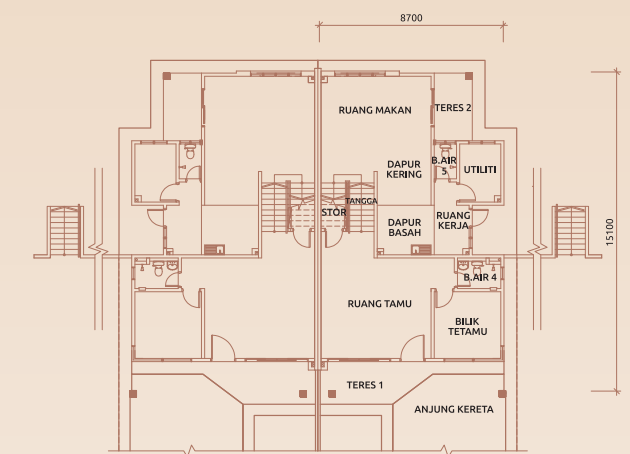 8700
RUANG MAKAN
TERES 2
DAPUR
KERING
B.AIR
5
UTILITI
TANGGA
STOR
DAPUR
BASAH
RUANG
KERJA
15100
B.AIR 4
RUANG TAMU
BILIK
TETAMU
TERES 1
ANJUNG KERETA